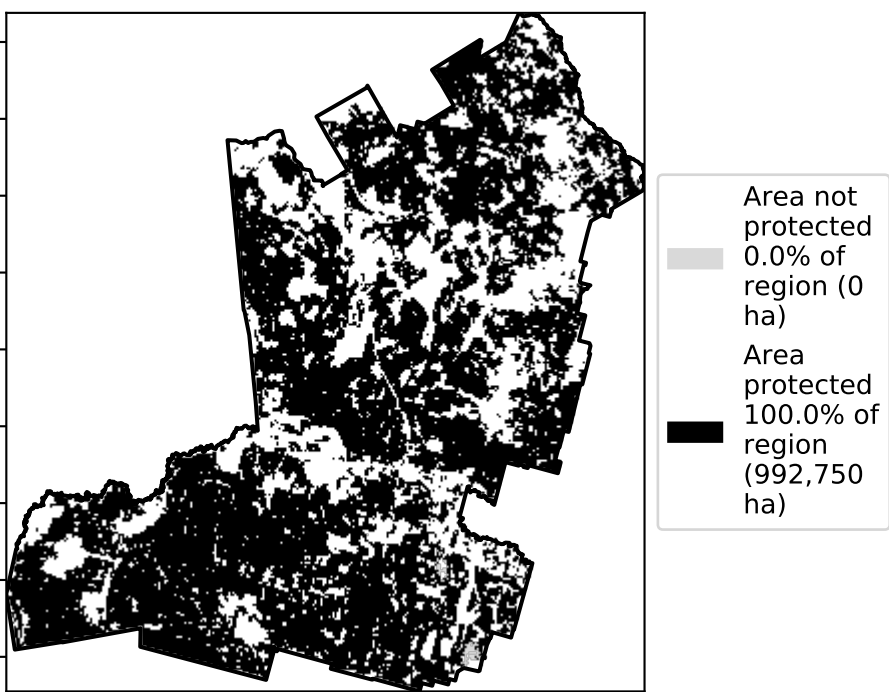 Area not
protected
0.0% of
region (0
ha)
Area
protected
100.0% of
region
(992,750
ha)